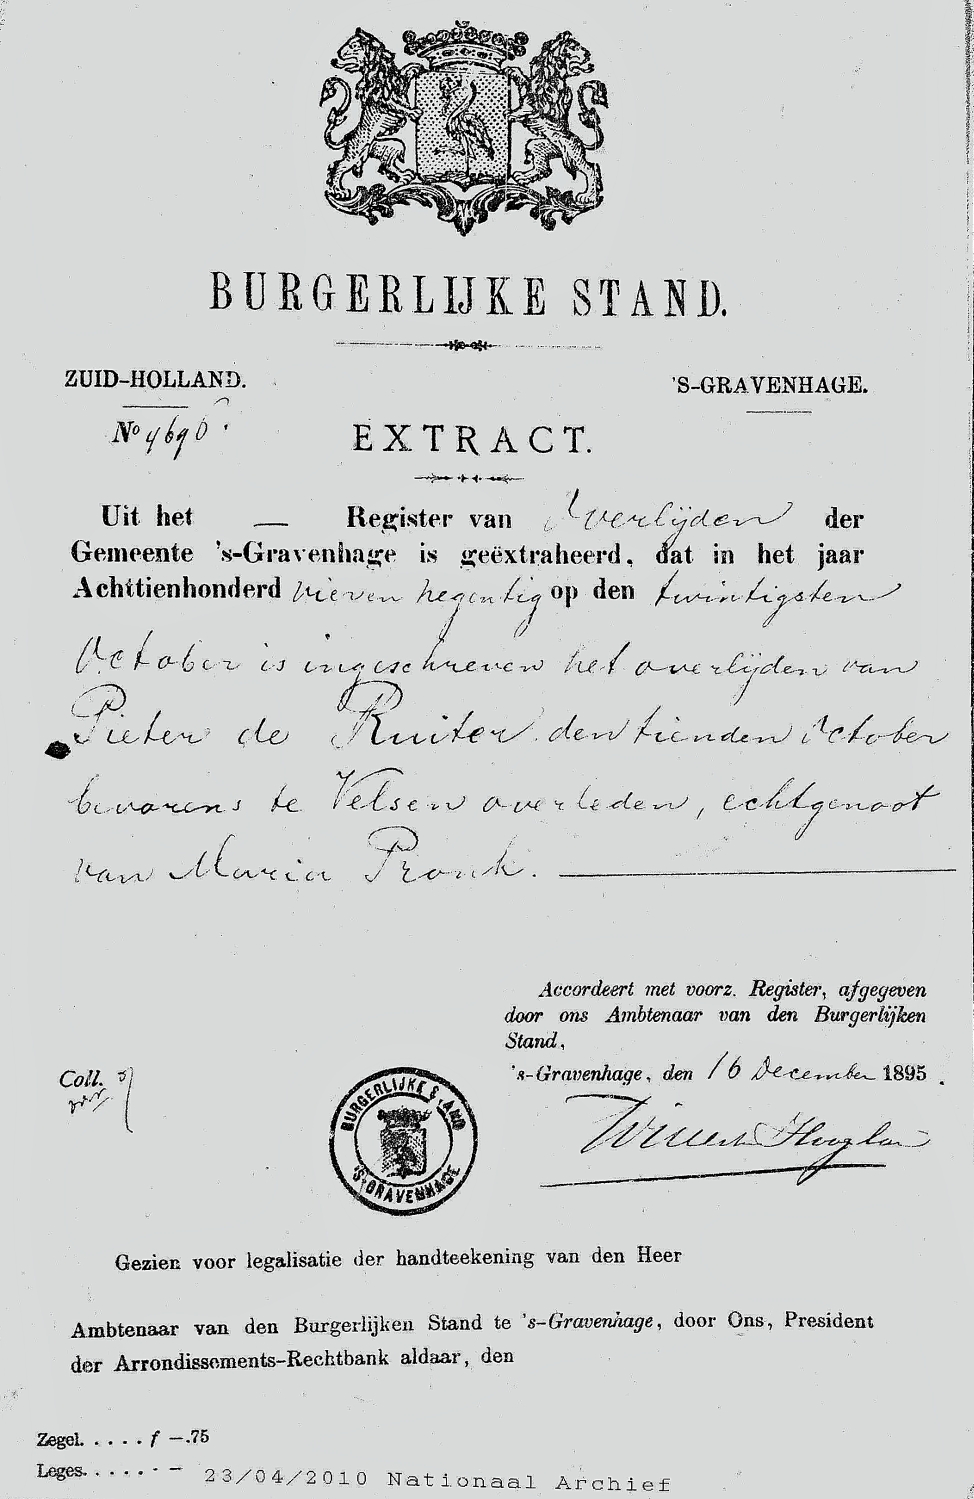 BURGERLIJKE STAND.
ZUID-HOLLAND.
'S-GRAVENHAGE.
No 4690
EXTRACT.
Uit het — Register van Overlijden der
Gemeente 's-Gravenhage is geëxtraheerd, dat in het jaar
Achttienhonderd vier en negentig op den twintigsten
October is ingeschreven het overlijden van
Pieter de Ruiter den tienden October
bevorens te Velsen overleden, echtgenoot
van Maria Pronk.
Accordeert met voorz. Register, afgegeven
door ons Ambtenaar van den Burgerlijken
Stand,
's-Gravenhage, den 16 December 1895.
Coll.
BURGERLIJKE STAND
'S-GRAVENHAGE
Gezien voor legalisatie der handteekening van den Heer
Ambtenaar van den Burgerlijken Stand te 's-Gravenhage, door Ons, President
der Arrondissements-Rechtbank aldaar, den
Zegel. . . . . f —.75
Leges. . . . . . - —
23/04/2010 Nationaal Archief